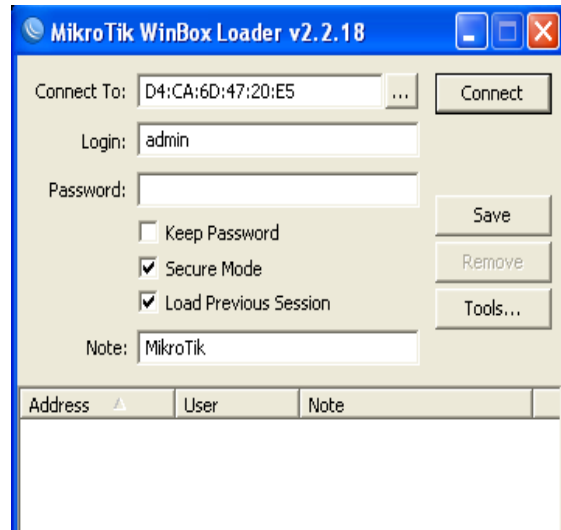 MikroTik WinBox Loader v2.2.18
Connect To: D4:CA:6D:47:20:E5 ... Connect
Login: admin
Password:
Keep Password Save
Secure Mode Remove
Load Previous Session Tools...
Note: MikroTik
Address User Note